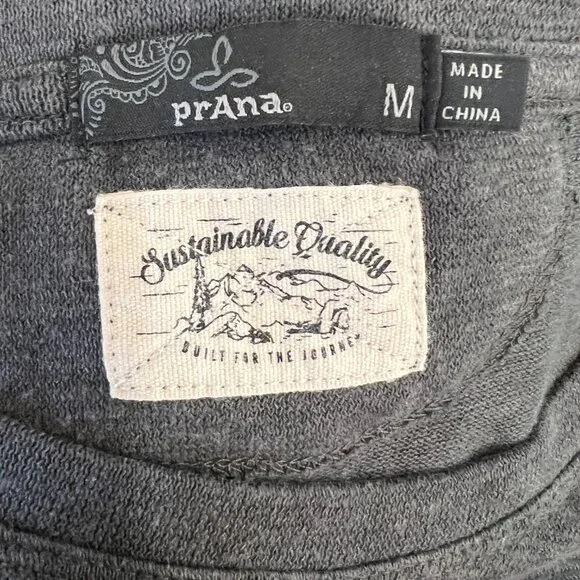 prAna M
MADE
IN
CHINA
Sustainable Quality
BUILT FOR THE JOURNEY